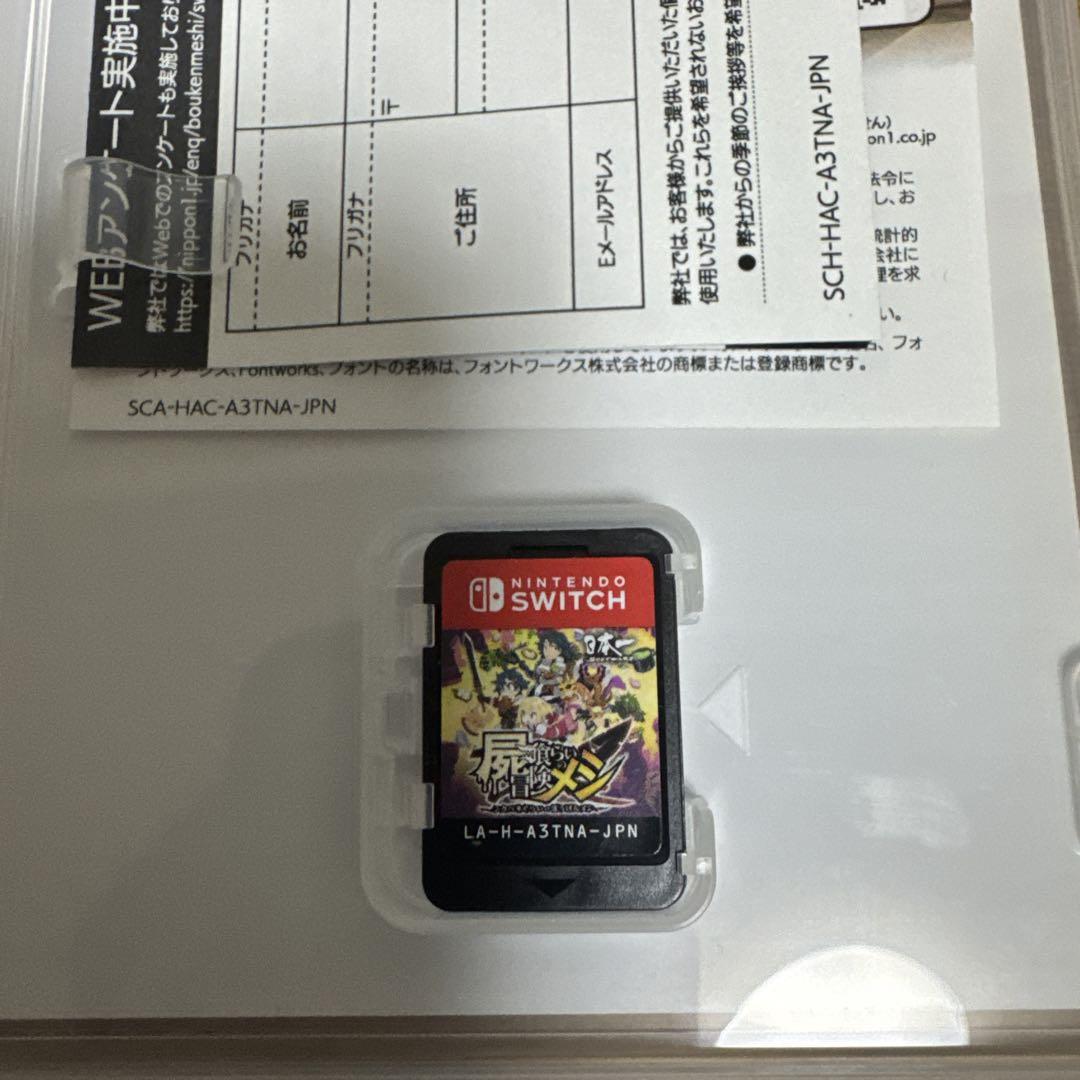 WEBアンケート実施中
弊社ではWebでのアンケートも実施しており
https://nippon1.jp/enq/boukenmeshi/sw
フリガナ
お名前
フリガナ
〒
ご住所
Eメールアドレス
弊社では、お客様からご提供いただいた個
使用いたします。これらを希望されないお
● 弊社からの季節のご挨拶等を希望
SCH-HAC-A3TNA-JPN
せん)
pon1.co.jp
法令に
し、お
統計的
会社に
理を求
い。
、フォ
ントワークス、Fontworks、フォントの名称は、フォントワークス株式会社の商標または登録商標です。
SCA-HAC-A3TNA-JPN
NINTENDO
SWITCH
日本一
屍喰らいの
冒険メシ
LA-H-A3TNA-JPN